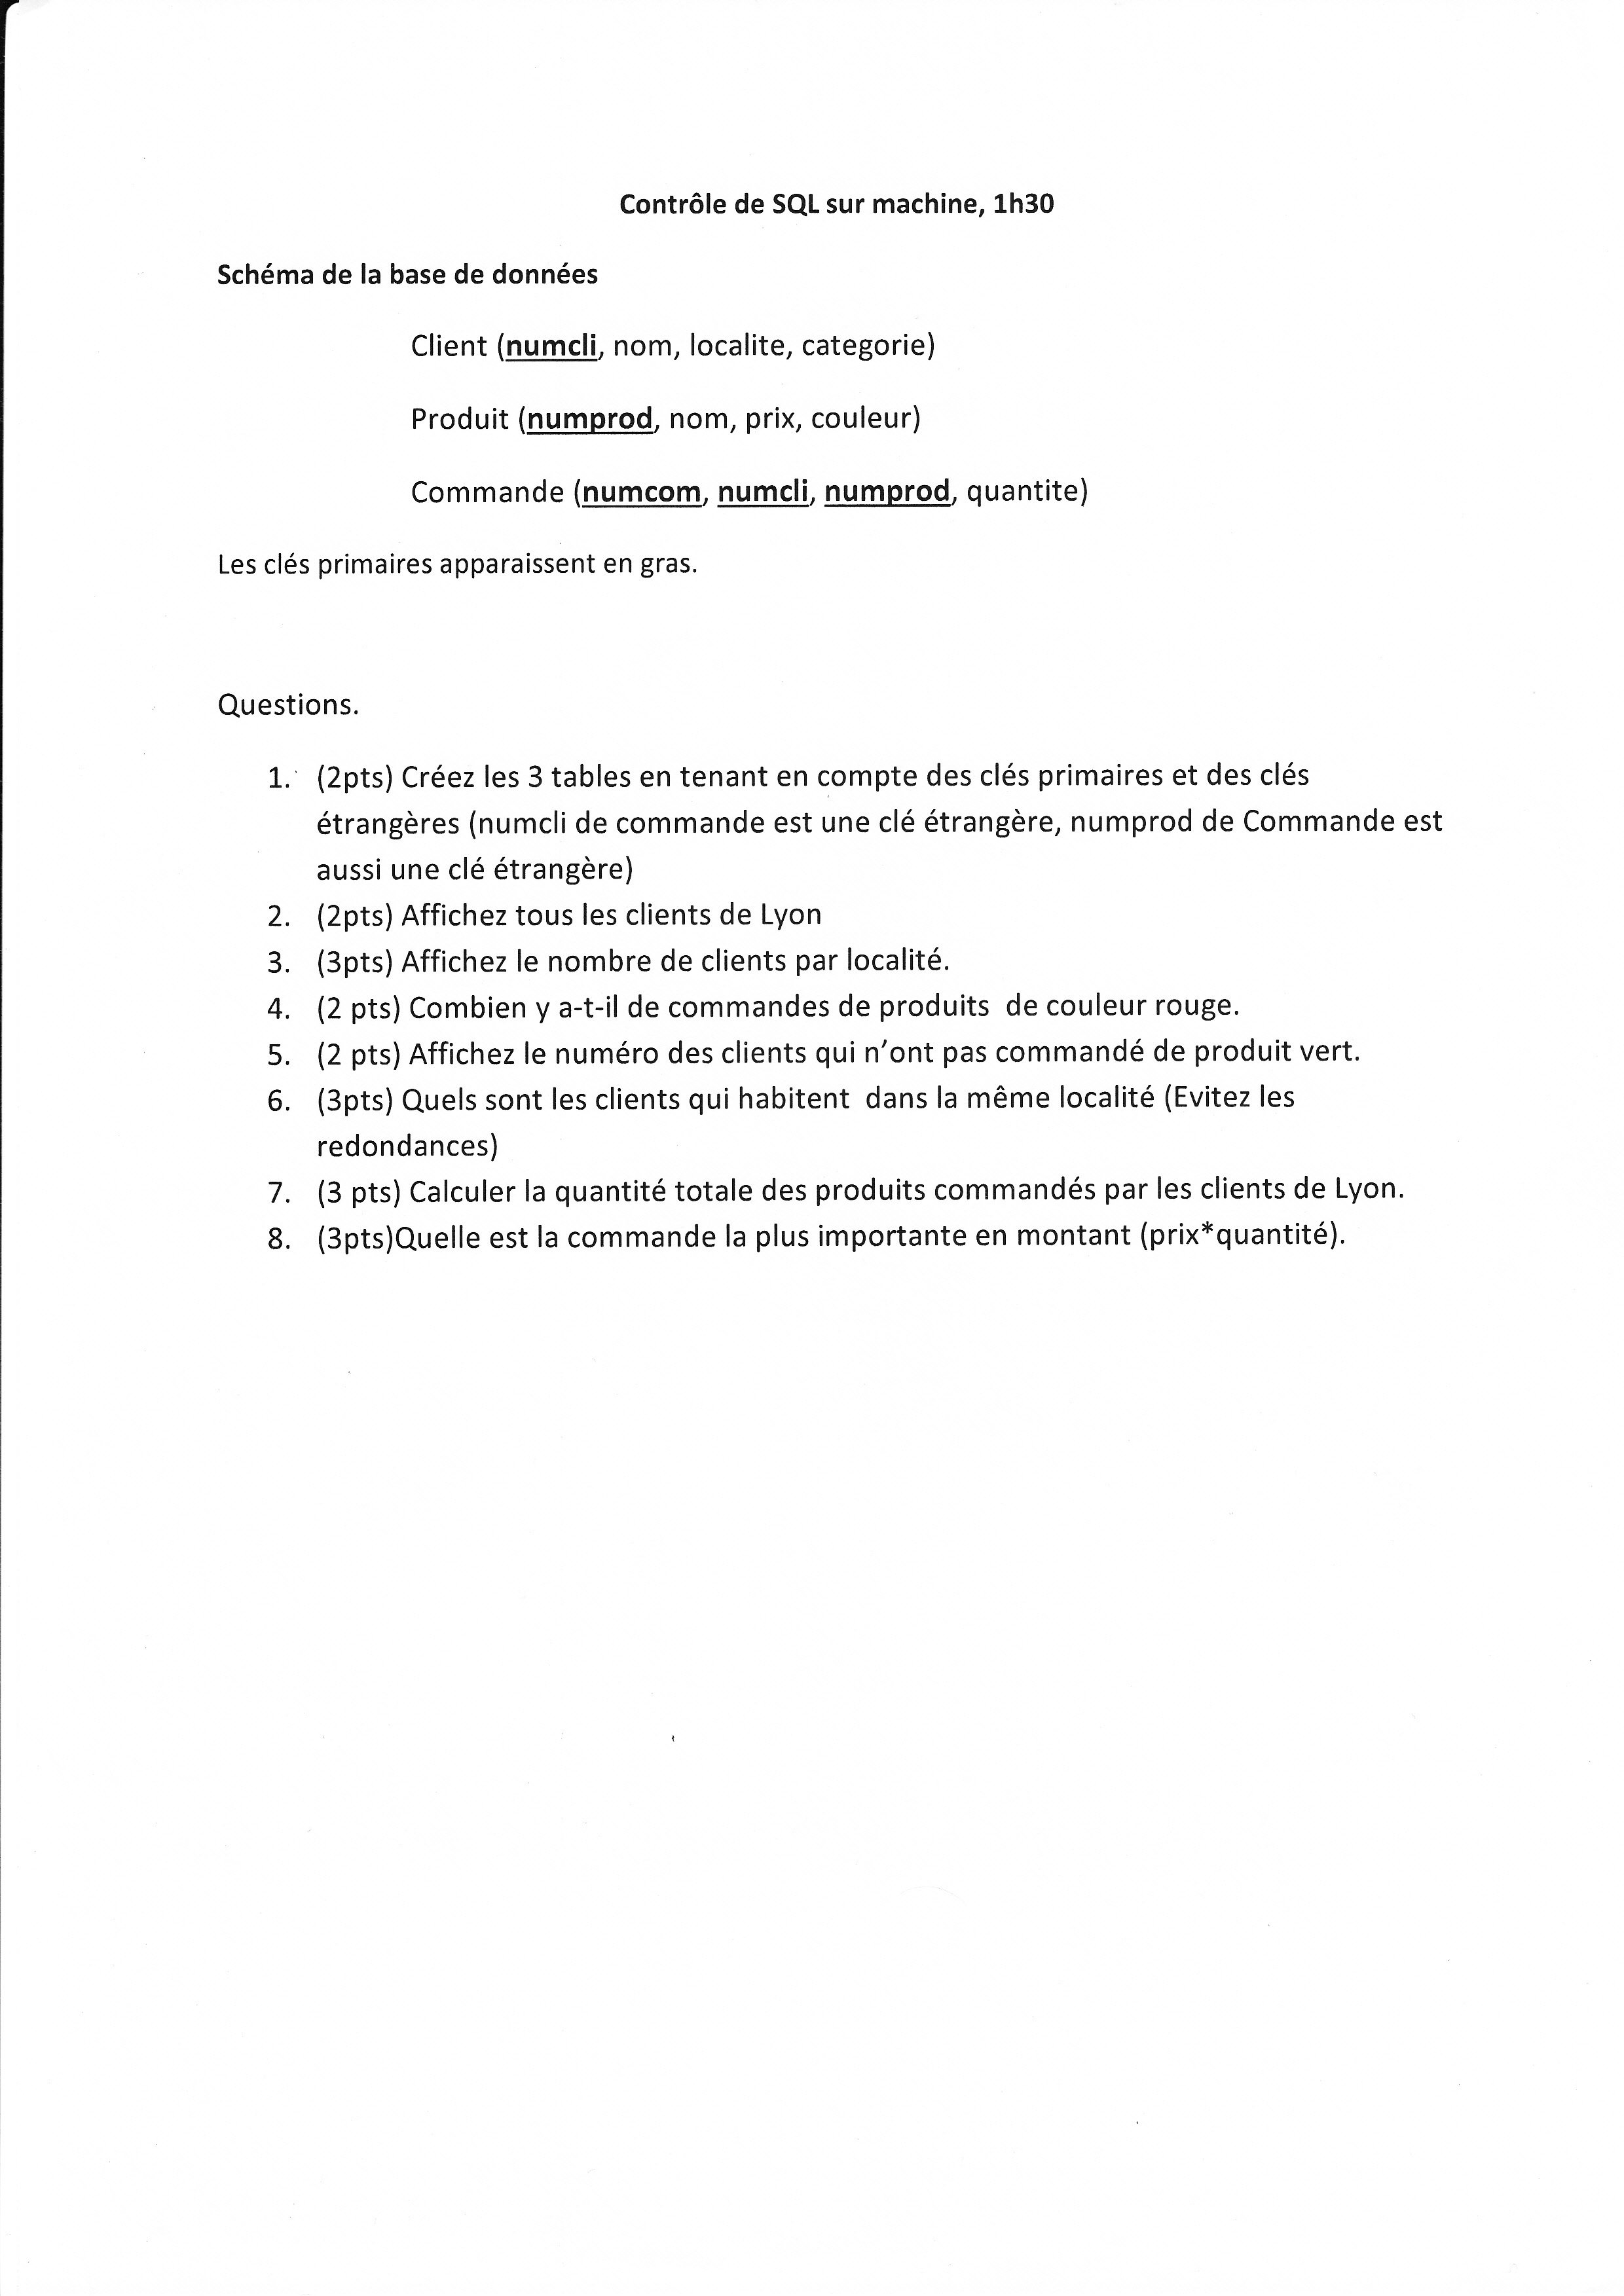 Contrôle de SQL sur machine, 1h30
Schéma de la base de données
Client (numcli, nom, localite, categorie)
Produit (numprod, nom, prix, couleur)
Commande (numcom, numcli, numprod, quantite)
Les clés primaires apparaissent en gras.
Questions.
1. (2pts) Créez les 3 tables en tenant en compte des clés primaires et des clés
étrangères (numcli de commande est une clé étrangère, numprod de Commande est
aussi une clé étrangère)
2. (2pts) Affichez tous les clients de Lyon
3. (3pts) Affichez le nombre de clients par localité.
4. (2 pts) Combien y a-t-il de commandes de produits  de couleur rouge.
5. (2 pts) Affichez le numéro des clients qui n’ont pas commandé de produit vert.
6. (3pts) Quels sont les clients qui habitent  dans la même localité (Evitez les
redondances)
7. (3 pts) Calculer la quantité totale des produits commandés par les clients de Lyon.
8. (3pts)Quelle est la commande la plus importante en montant (prix*quantité).